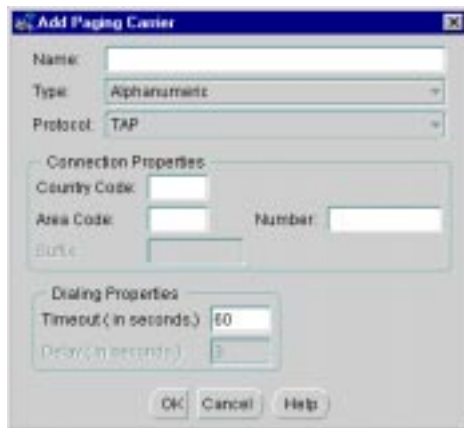 Add Paging Carrier
Name:
Type: Alphanumeric
Protocol: TAP
Connection Properties
Country Code:
Area Code: Number:
Suffix:
Dialing Properties
Timeout ( in seconds.) 60
Delay ( in seconds.) 3
OK Cancel Help